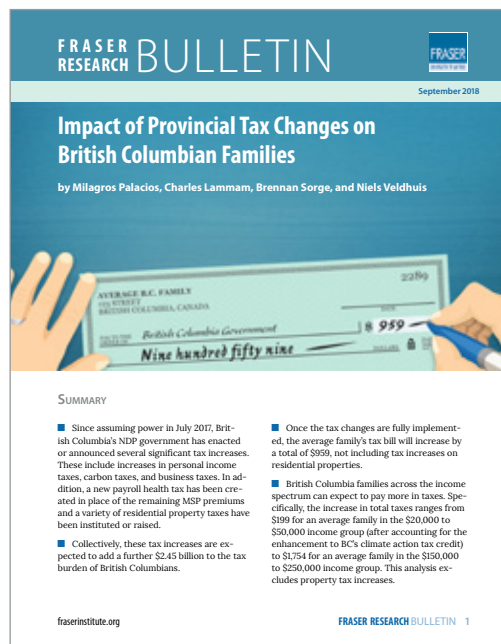 FRASER
RESEARCH BULLETIN
FRASER
INSTITUTE
September 2018
Impact of Provincial Tax Changes on
British Columbian Families
by Milagros Palacios, Charles Lammam, Brennan Sorge, and Niels Veldhuis
2289
AVERAGE B.C. FAMILY
123 STREET
BRITISH COLUMBIA, CANADA
DATE
British Columbia Government
$ 959
Nine hundred fifty nine
DOLLARS
SUMMARY
■ Since assuming power in July 2017, Brit-
ish Columbia’s NDP government has enacted
or announced several significant tax increases.
These include increases in personal income
taxes, carbon taxes, and business taxes. In ad-
dition, a new payroll health tax has been cre-
ated in place of the remaining MSP premiums
and a variety of residential property taxes have
been instituted or raised.
■ Collectively, these tax increases are ex-
pected to add a further $2.45 billion to the tax
burden of British Columbians.
■ Once the tax changes are fully implement-
ed, the average family’s tax bill will increase by
a total of $959, not including tax increases on
residential properties.
■ British Columbia families across the income
spectrum can expect to pay more in taxes. Spe-
cifically, the increase in total taxes ranges from
$199 for an average family in the $20,000 to
$50,000 income group (after accounting for the
enhancement to BC’s climate action tax credit)
to $1,754 for an average family in the $150,000
to $250,000 income group. This analysis ex-
cludes property tax increases.
fraserinstitute.org
FRASER RESEARCH BULLETIN 1